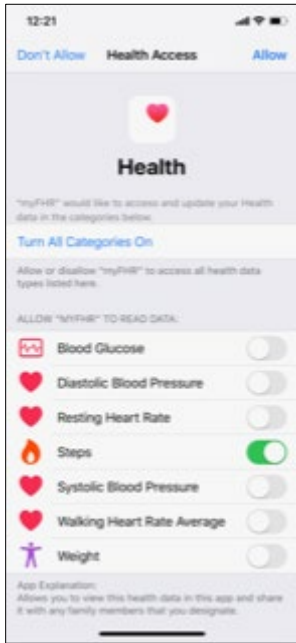 12:21
Don't Allow Health Access Allow
Health
"myFHR" would like to access and update your Health
data in the categories below.
Turn All Categories On
Allow or disallow "myFHR" to access all health data
types listed here.
ALLOW "MYFHR" TO READ DATA:
Blood Glucose
Diastolic Blood Pressure
Resting Heart Rate
Steps
Systolic Blood Pressure
Walking Heart Rate Average
Weight
App Explanation:
Allows you to view this health data in this app and share
it with any family members that you designate.